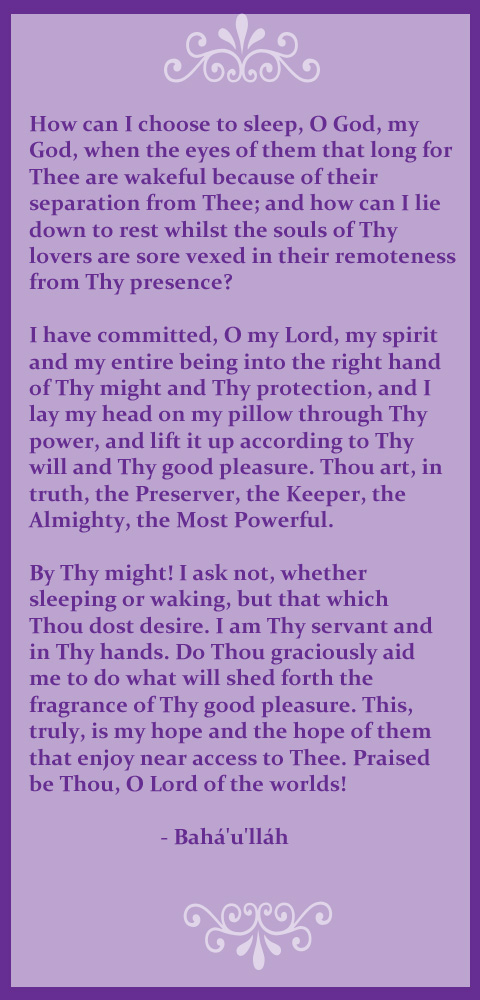 How can I choose to sleep, O God, my
God, when the eyes of them that long for
Thee are wakeful because of their
separation from Thee; and how can I lie
down to rest whilst the souls of Thy
lovers are sore vexed in their remoteness
from Thy presence?
I have committed, O my Lord, my spirit
and my entire being into the right hand
of Thy might and Thy protection, and I
lay my head on my pillow through Thy
power, and lift it up according to Thy
will and Thy good pleasure. Thou art, in
truth, the Preserver, the Keeper, the
Almighty, the Most Powerful.
By Thy might! I ask not, whether
sleeping or waking, but that which
Thou dost desire. I am Thy servant and
in Thy hands. Do Thou graciously aid
me to do what will shed forth the
fragrance of Thy good pleasure. This,
truly, is my hope and the hope of them
that enjoy near access to Thee. Praised
be Thou, O Lord of the worlds!
- Bahá'u'lláh